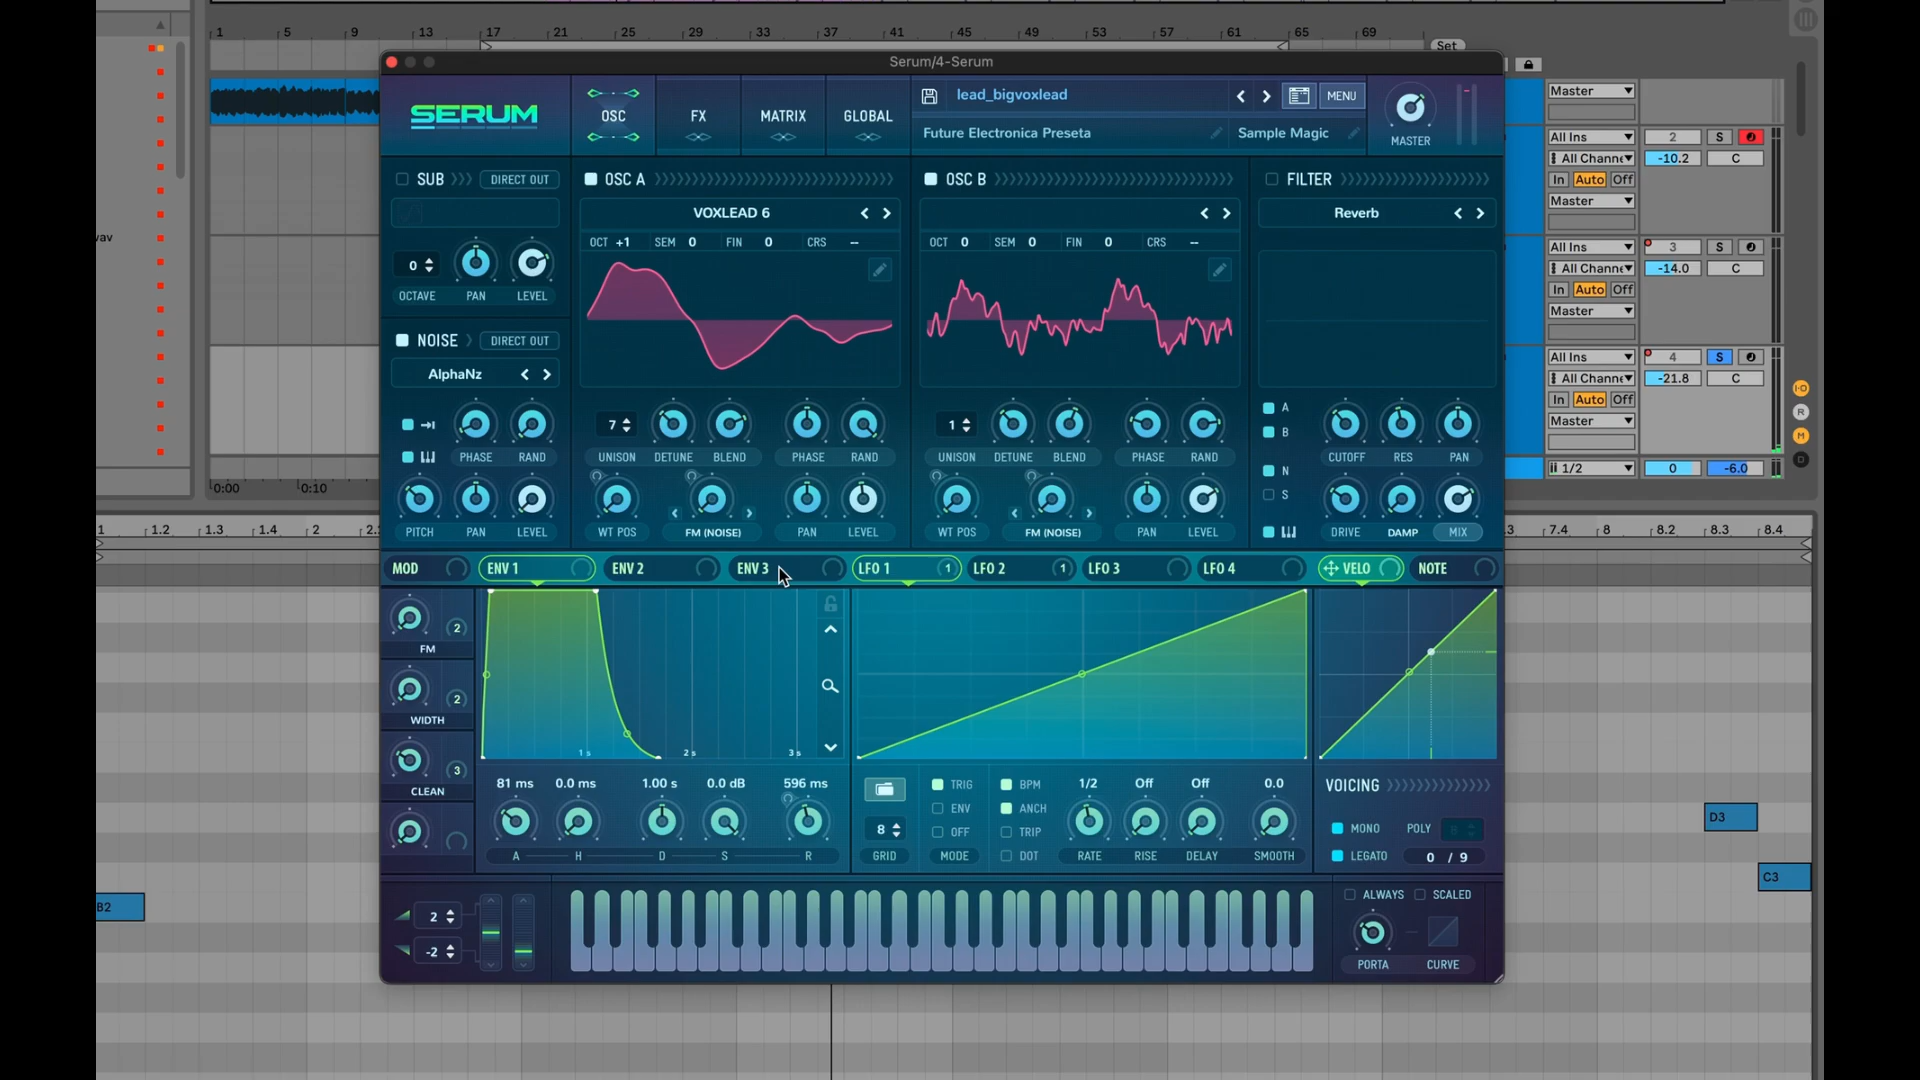 1 5 9 13 17 21 25 29 33 37 41 45 49 53 57 61 65 69
Set
Serum/4-Serum
SERUM
OSC
FX
MATRIX
GLOBAL
lead_bigvoxlead
MENU
Future Electronica Preseta
Sample Magic
MASTER
SUB
DIRECT OUT
OSC A
OSC B
FILTER
VOXLEAD 6
Reverb
OCT +1 SEM 0 FIN 0 CRS --
OCT 0 SEM 0 FIN 0 CRS --
0
OCTAVE PAN LEVEL
NOISE
DIRECT OUT
AlphaNz
PHASE RAND
PITCH PAN LEVEL
7
UNISON DETUNE BLEND PHASE RAND
WT POS FM (NOISE) PAN LEVEL
1
UNISON DETUNE BLEND PHASE RAND
WT POS FM (NOISE) PAN LEVEL
A
B
N
S
CUTOFF RES PAN
DRIVE DAMP MIX
MOD ENV 1 ENV 2 ENV 3 LFO 1 1 LFO 2 1 LFO 3 LFO 4 VELO NOTE
2
FM
2
WIDTH
3
CLEAN
1 s 2 s 3 s
81 ms 0.0 ms 1.00 s 0.0 dB 596 ms
A H D S R
8
GRID
TRIG
ENV
OFF
MODE
BPM
ANCH
TRIP
DOT
1/2 Off Off 0.0
RATE RISE DELAY SMOOTH
VOICING
MONO POLY
LEGATO 0 / 9
2
-2
ALWAYS SCALED
PORTA CURVE
Master
All Ins 2 S
All Channe -10.2 C
In Auto Off
Master
All Ins 3 S
All Channe -14.0 C
In Auto Off
Master
All Ins 4 S
All Channe -21.8 C
In Auto Off
Master
1/2 0 -6.0
I·O
R
M
D
wav
0:00 0:10
1 1.2 1.3 1.4 2 2.
.3 7.4 8 8.2 8.3 8.4
B2
D3
C3